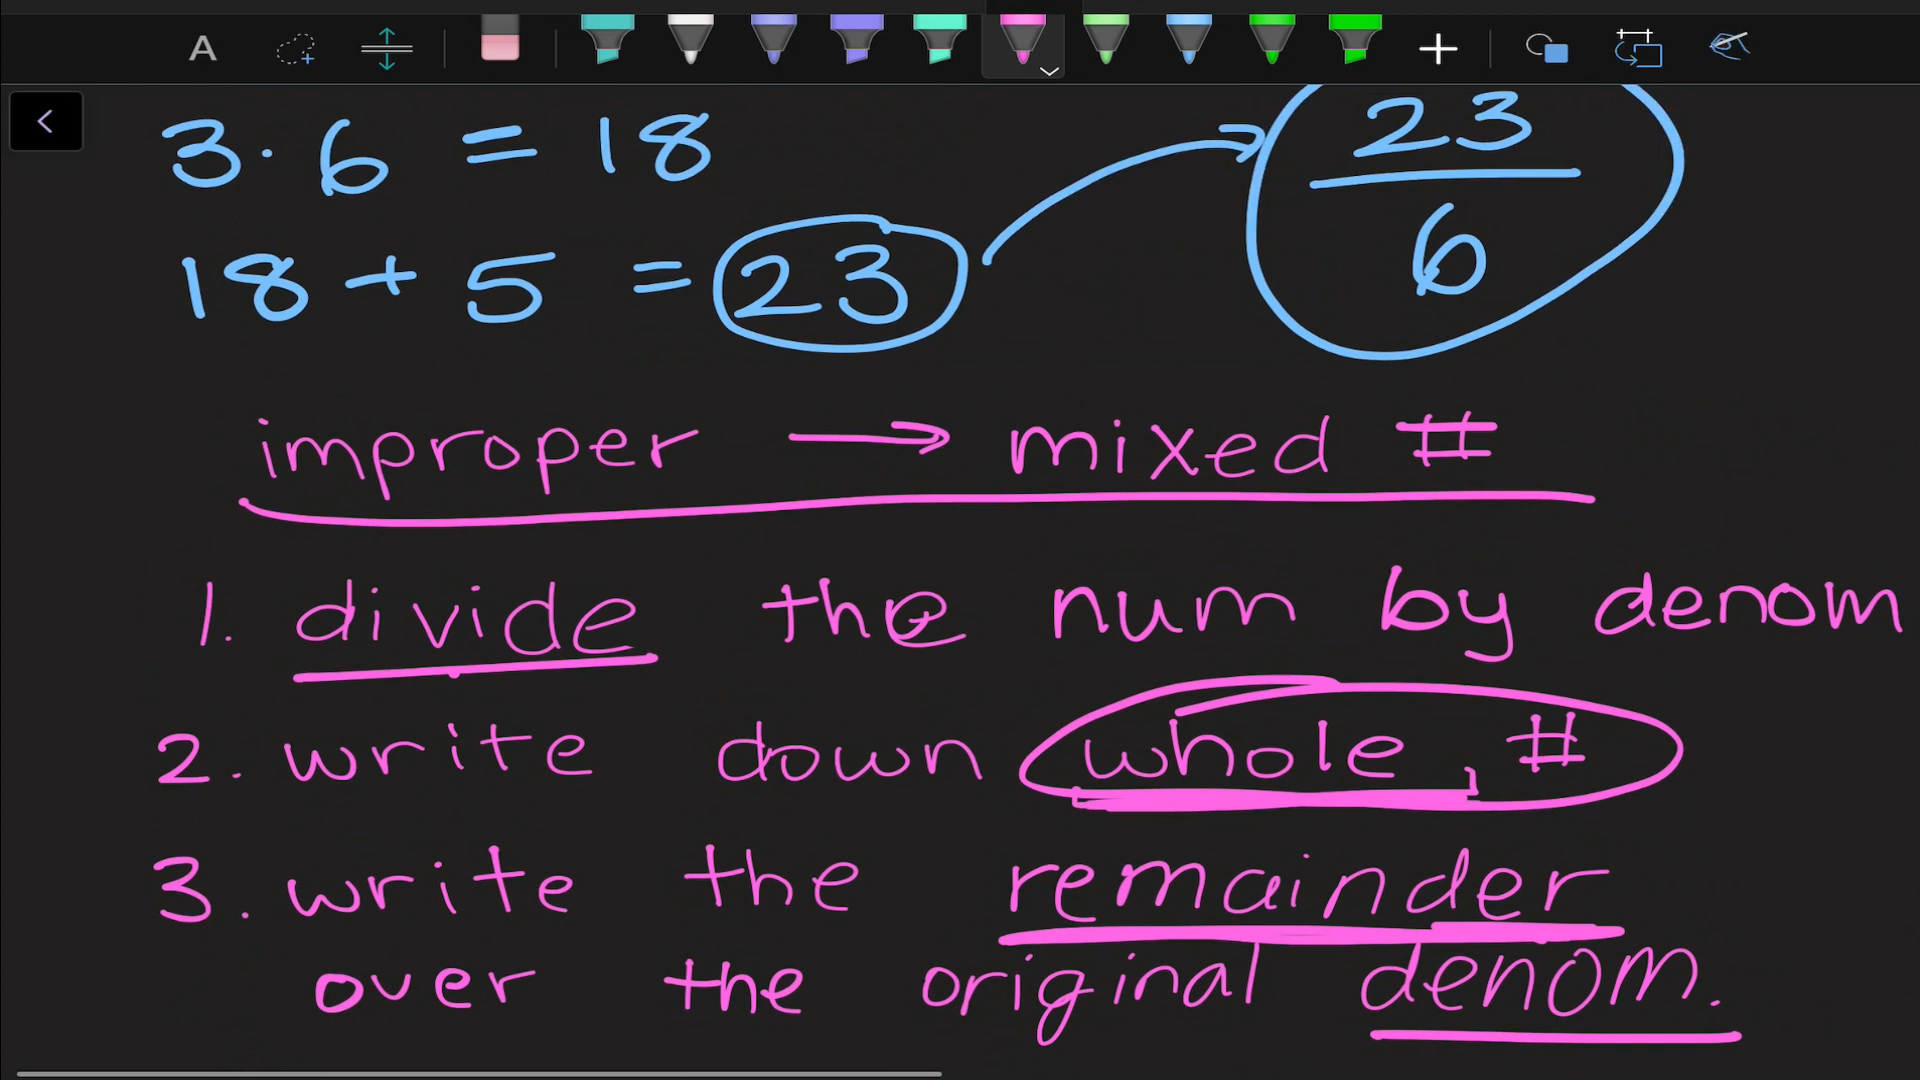 A
3 · 6 = 18
18 + 5 = 23
23
6
improper → mixed #
1. divide the num by denom
2. write down whole #
3. write the remainder
over the original denom.